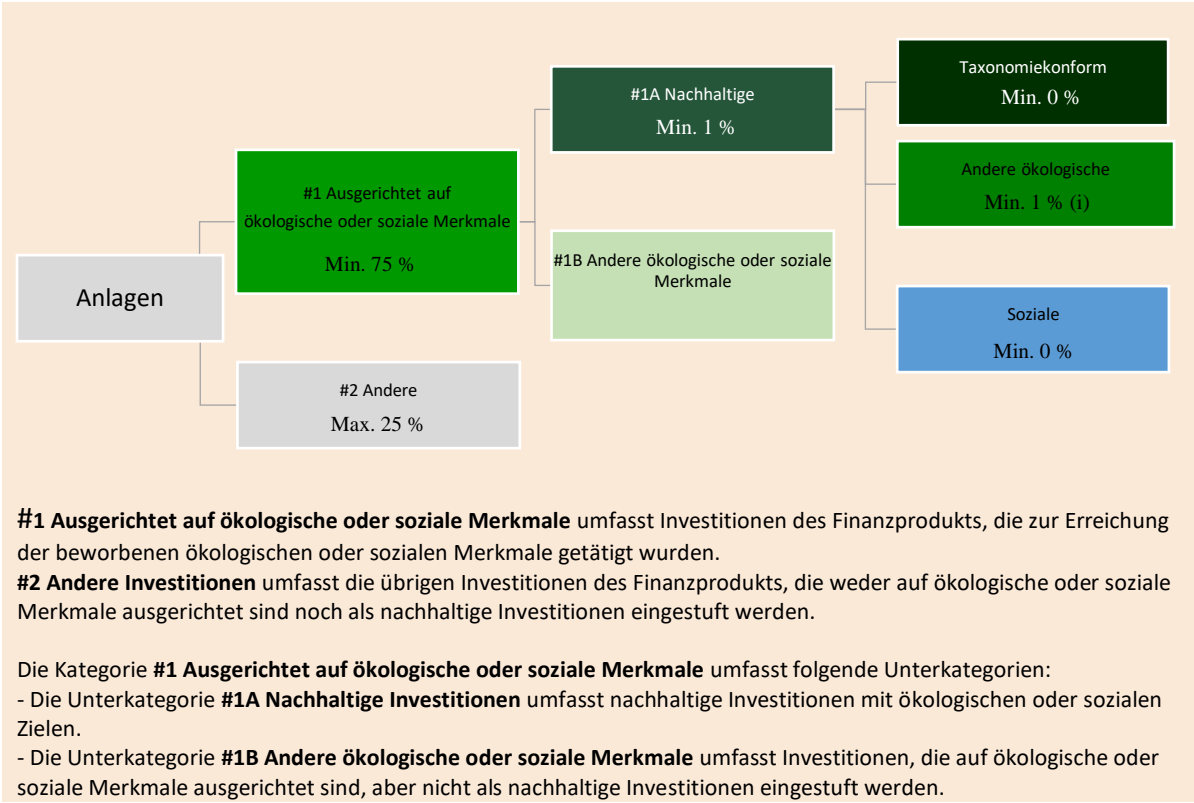 Anlagen
#1 Ausgerichtet auf
ökologische oder soziale Merkmale
Min. 75 %
#2 Andere
Max. 25 %
#1A Nachhaltige
Min. 1 %
#1B Andere ökologische oder soziale
Merkmale
Taxonomiekonform
Min. 0 %
Andere ökologische
Min. 1 % (i)
Soziale
Min. 0 %
#1 Ausgerichtet auf ökologische oder soziale Merkmale umfasst Investitionen des Finanzprodukts, die zur Erreichung
der beworbenen ökologischen oder sozialen Merkmale getätigt wurden.
#2 Andere Investitionen umfasst die übrigen Investitionen des Finanzprodukts, die weder auf ökologische oder soziale
Merkmale ausgerichtet sind noch als nachhaltige Investitionen eingestuft werden.
Die Kategorie #1 Ausgerichtet auf ökologische oder soziale Merkmale umfasst folgende Unterkategorien:
- Die Unterkategorie #1A Nachhaltige Investitionen umfasst nachhaltige Investitionen mit ökologischen oder sozialen
Zielen.
- Die Unterkategorie #1B Andere ökologische oder soziale Merkmale umfasst Investitionen, die auf ökologische oder
soziale Merkmale ausgerichtet sind, aber nicht als nachhaltige Investitionen eingestuft werden.